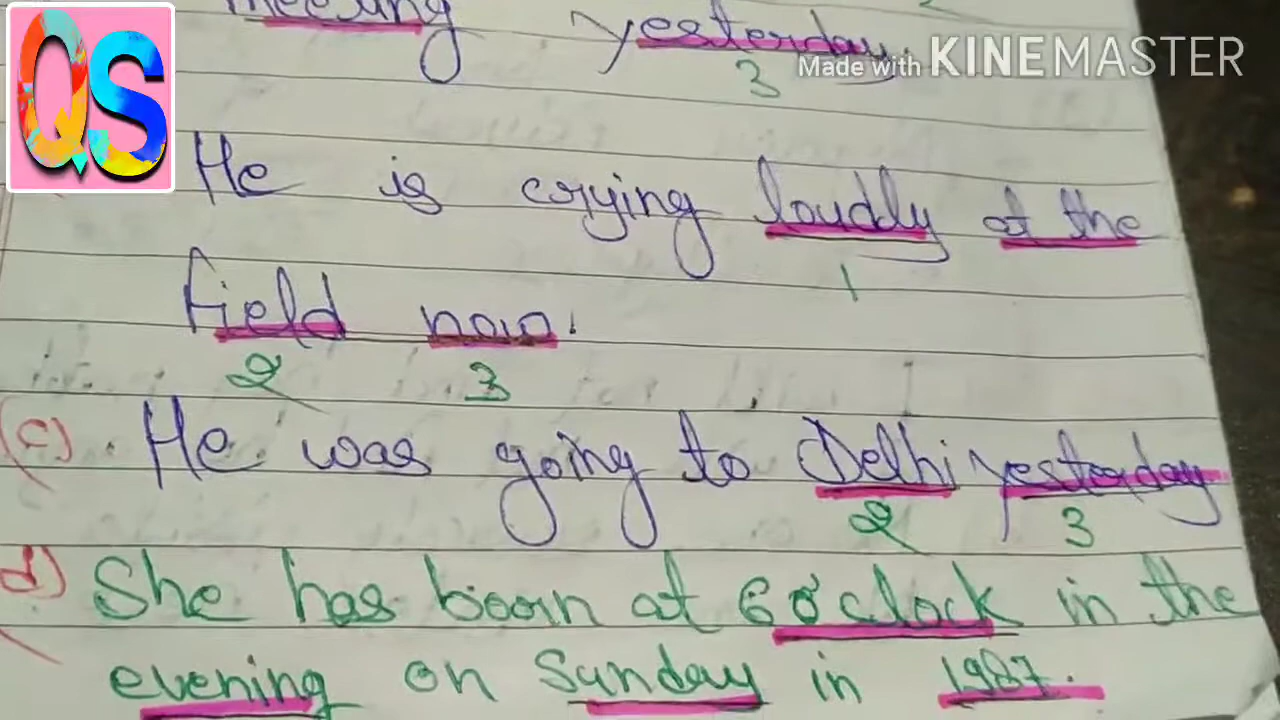 QS
meeting yesterday.
3
Made with KINEMASTER
He is crying loudly at the
1
field now.
2 3
(c). He was going to Delhi yesterday
2 3
d) She has born at 6 o'clock in the
evening on Sunday in 1987.